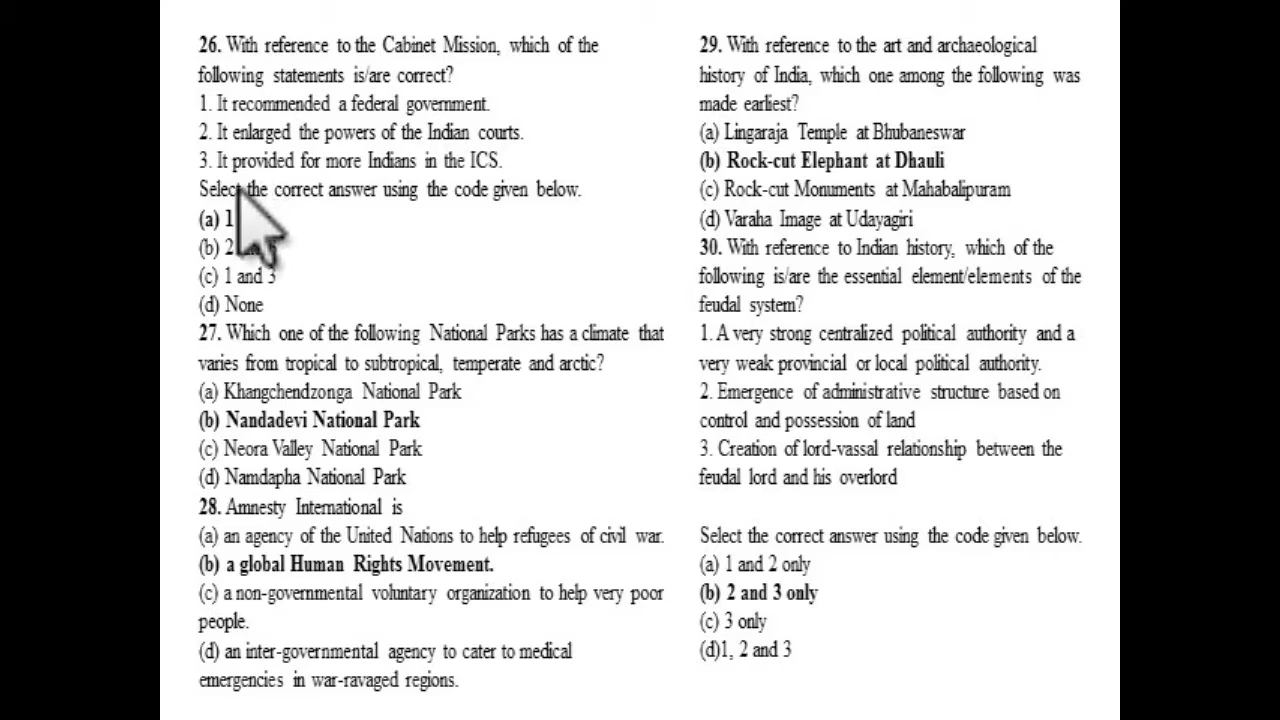 26. With reference to the Cabinet Mission, which of the
following statements is/are correct?
1. It recommended a federal government.
2. It enlarged the powers of the Indian courts.
3. It provided for more Indians in the ICS.
Select the correct answer using the code given below.
(a) 1
(b) 2
(c) 1 and 3
(d) None
27. Which one of the following National Parks has a climate that
varies from tropical to subtropical, temperate and arctic?
(a) Khangchendzonga National Park
(b) Nandadevi National Park
(c) Neora Valley National Park
(d) Namdapha National Park
28. Amnesty International is
(a) an agency of the United Nations to help refugees of civil war.
(b) a global Human Rights Movement.
(c) a non-governmental voluntary organization to help very poor
people.
(d) an inter-governmental agency to cater to medical
emergencies in war-ravaged regions.
29. With reference to the art and archaeological
history of India, which one among the following was
made earliest?
(a) Lingaraja Temple at Bhubaneswar
(b) Rock-cut Elephant at Dhauli
(c) Rock-cut Monuments at Mahabalipuram
(d) Varaha Image at Udayagiri
30. With reference to Indian history, which of the
following is/are the essential element/elements of the
feudal system?
1. A very strong centralized political authority and a
very weak provincial or local political authority.
2. Emergence of administrative structure based on
control and possession of land
3. Creation of lord-vassal relationship between the
feudal lord and his overlord
Select the correct answer using the code given below.
(a) 1 and 2 only
(b) 2 and 3 only
(c) 3 only
(d)1, 2 and 3